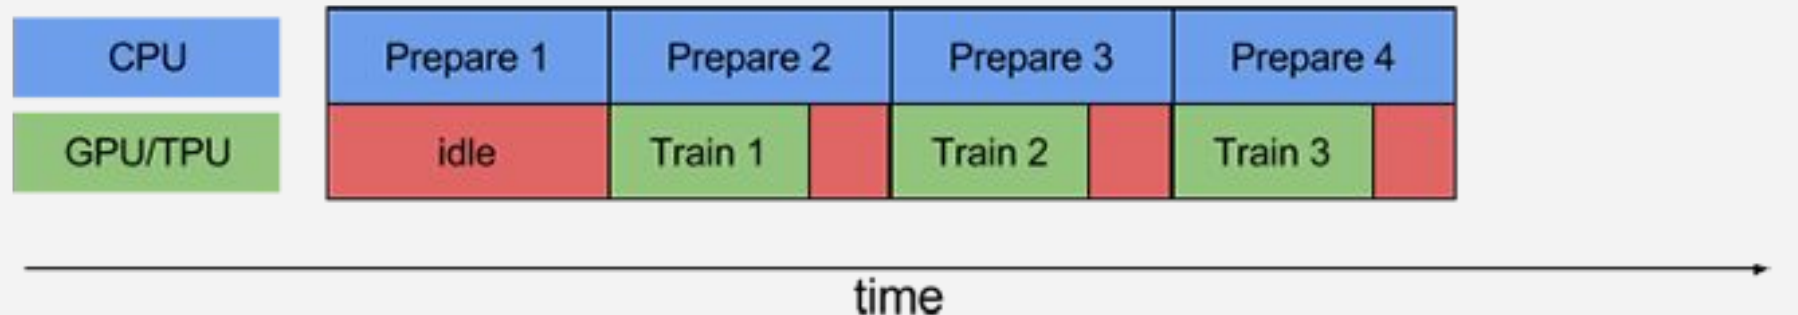 CPU Prepare 1 Prepare 2 Prepare 3 Prepare 4
GPU/TPU idle Train 1 Train 2 Train 3
time